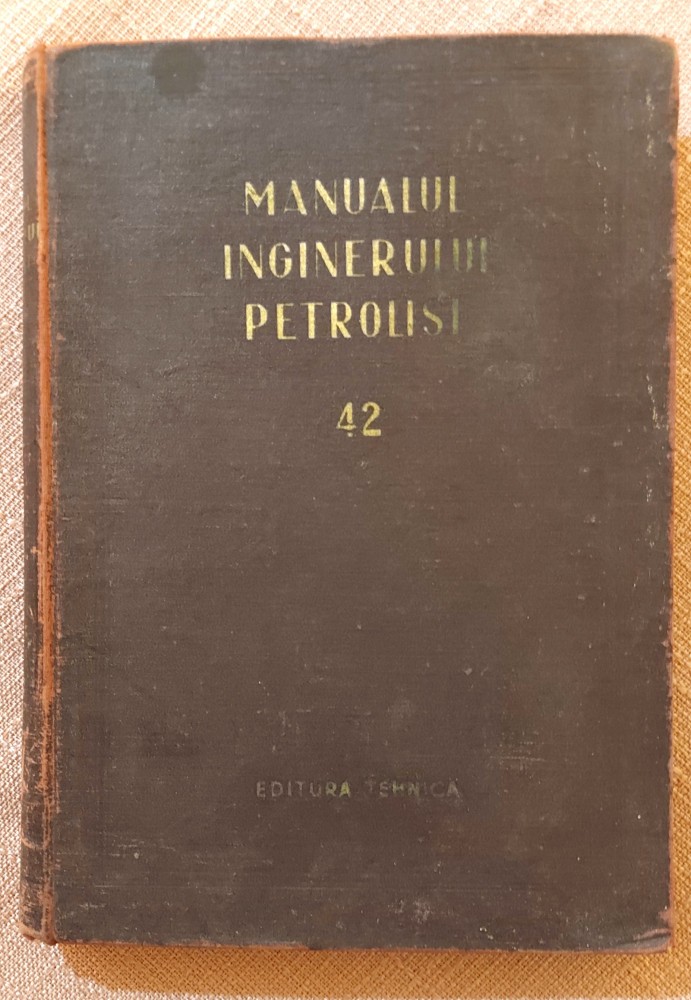 MANUALUL
INGINERULUI
PETROLIST
42
EDITURA TEHNICA